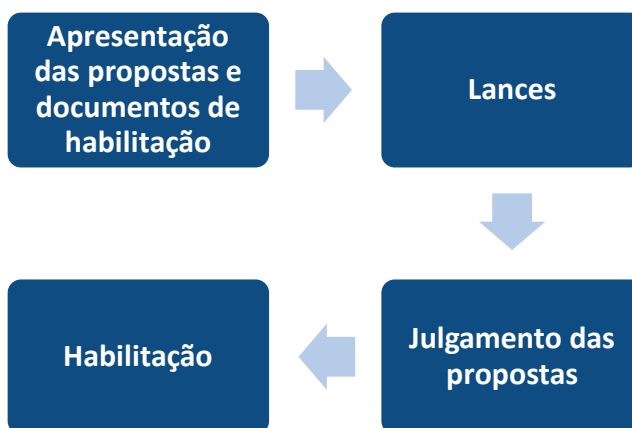 Apresentação
das propostas e
documentos de
habilitação
Lances
Julgamento das
propostas
Habilitação